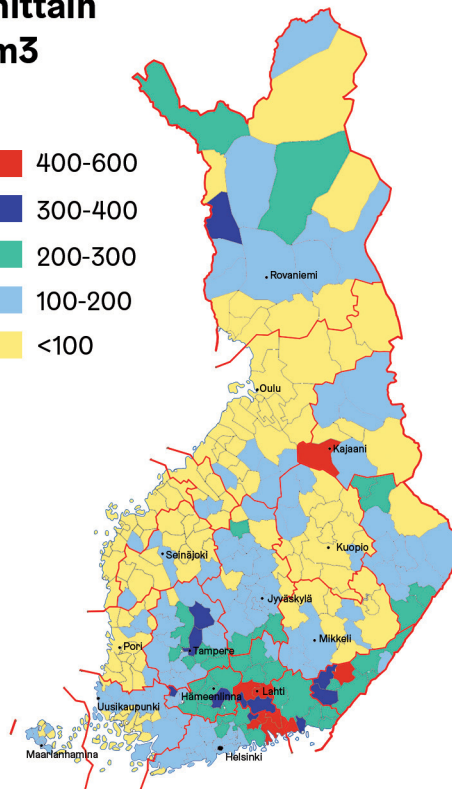 nittain
m3
400-600
300-400
200-300
100-200
<100
Rovaniemi
Oulu
Kajaani
Seinäjoki
Kuopio
Jyväskylä
Mikkeli
Pori
Tampere
Hämeenlinna
Lahti
Uusikaupunki
Maarianhamina
Helsinki